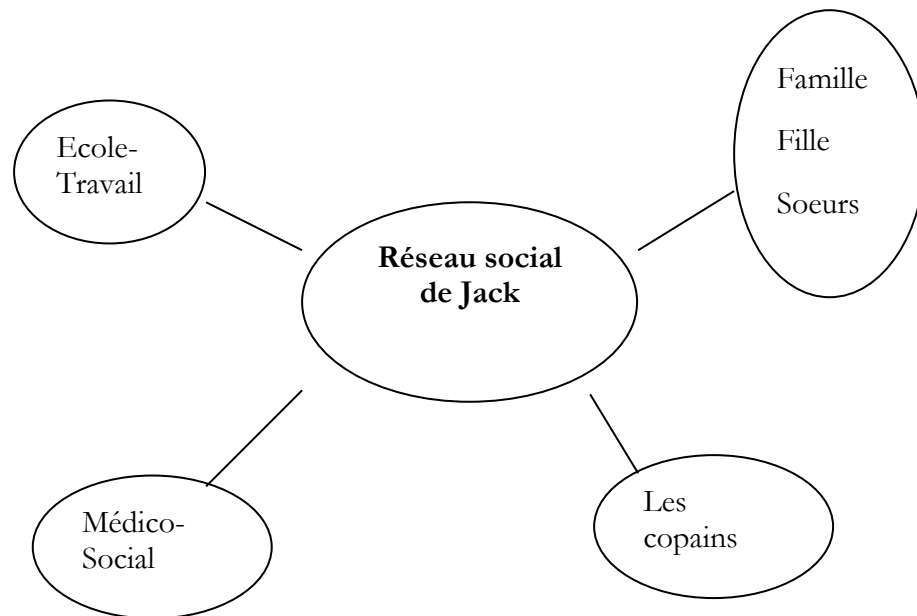 Ecole-
Travail
Famille
Fille
Soeurs
Réseau social
de Jack
Médico-
Social
Les
copains